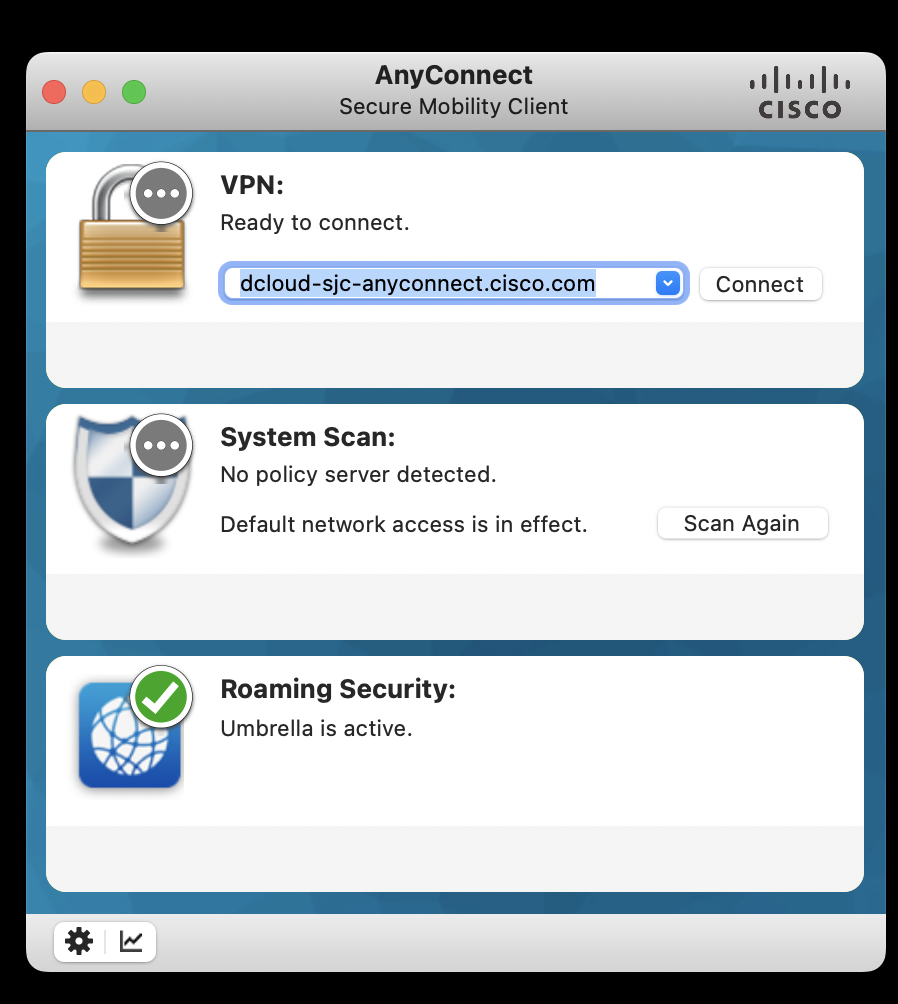 AnyConnect
Secure Mobility Client
CISCO
VPN:
Ready to connect.
dcloud-sjc-anyconnect.cisco.com
Connect
System Scan:
No policy server detected.
Default network access is in effect.
Scan Again
Roaming Security:
Umbrella is active.